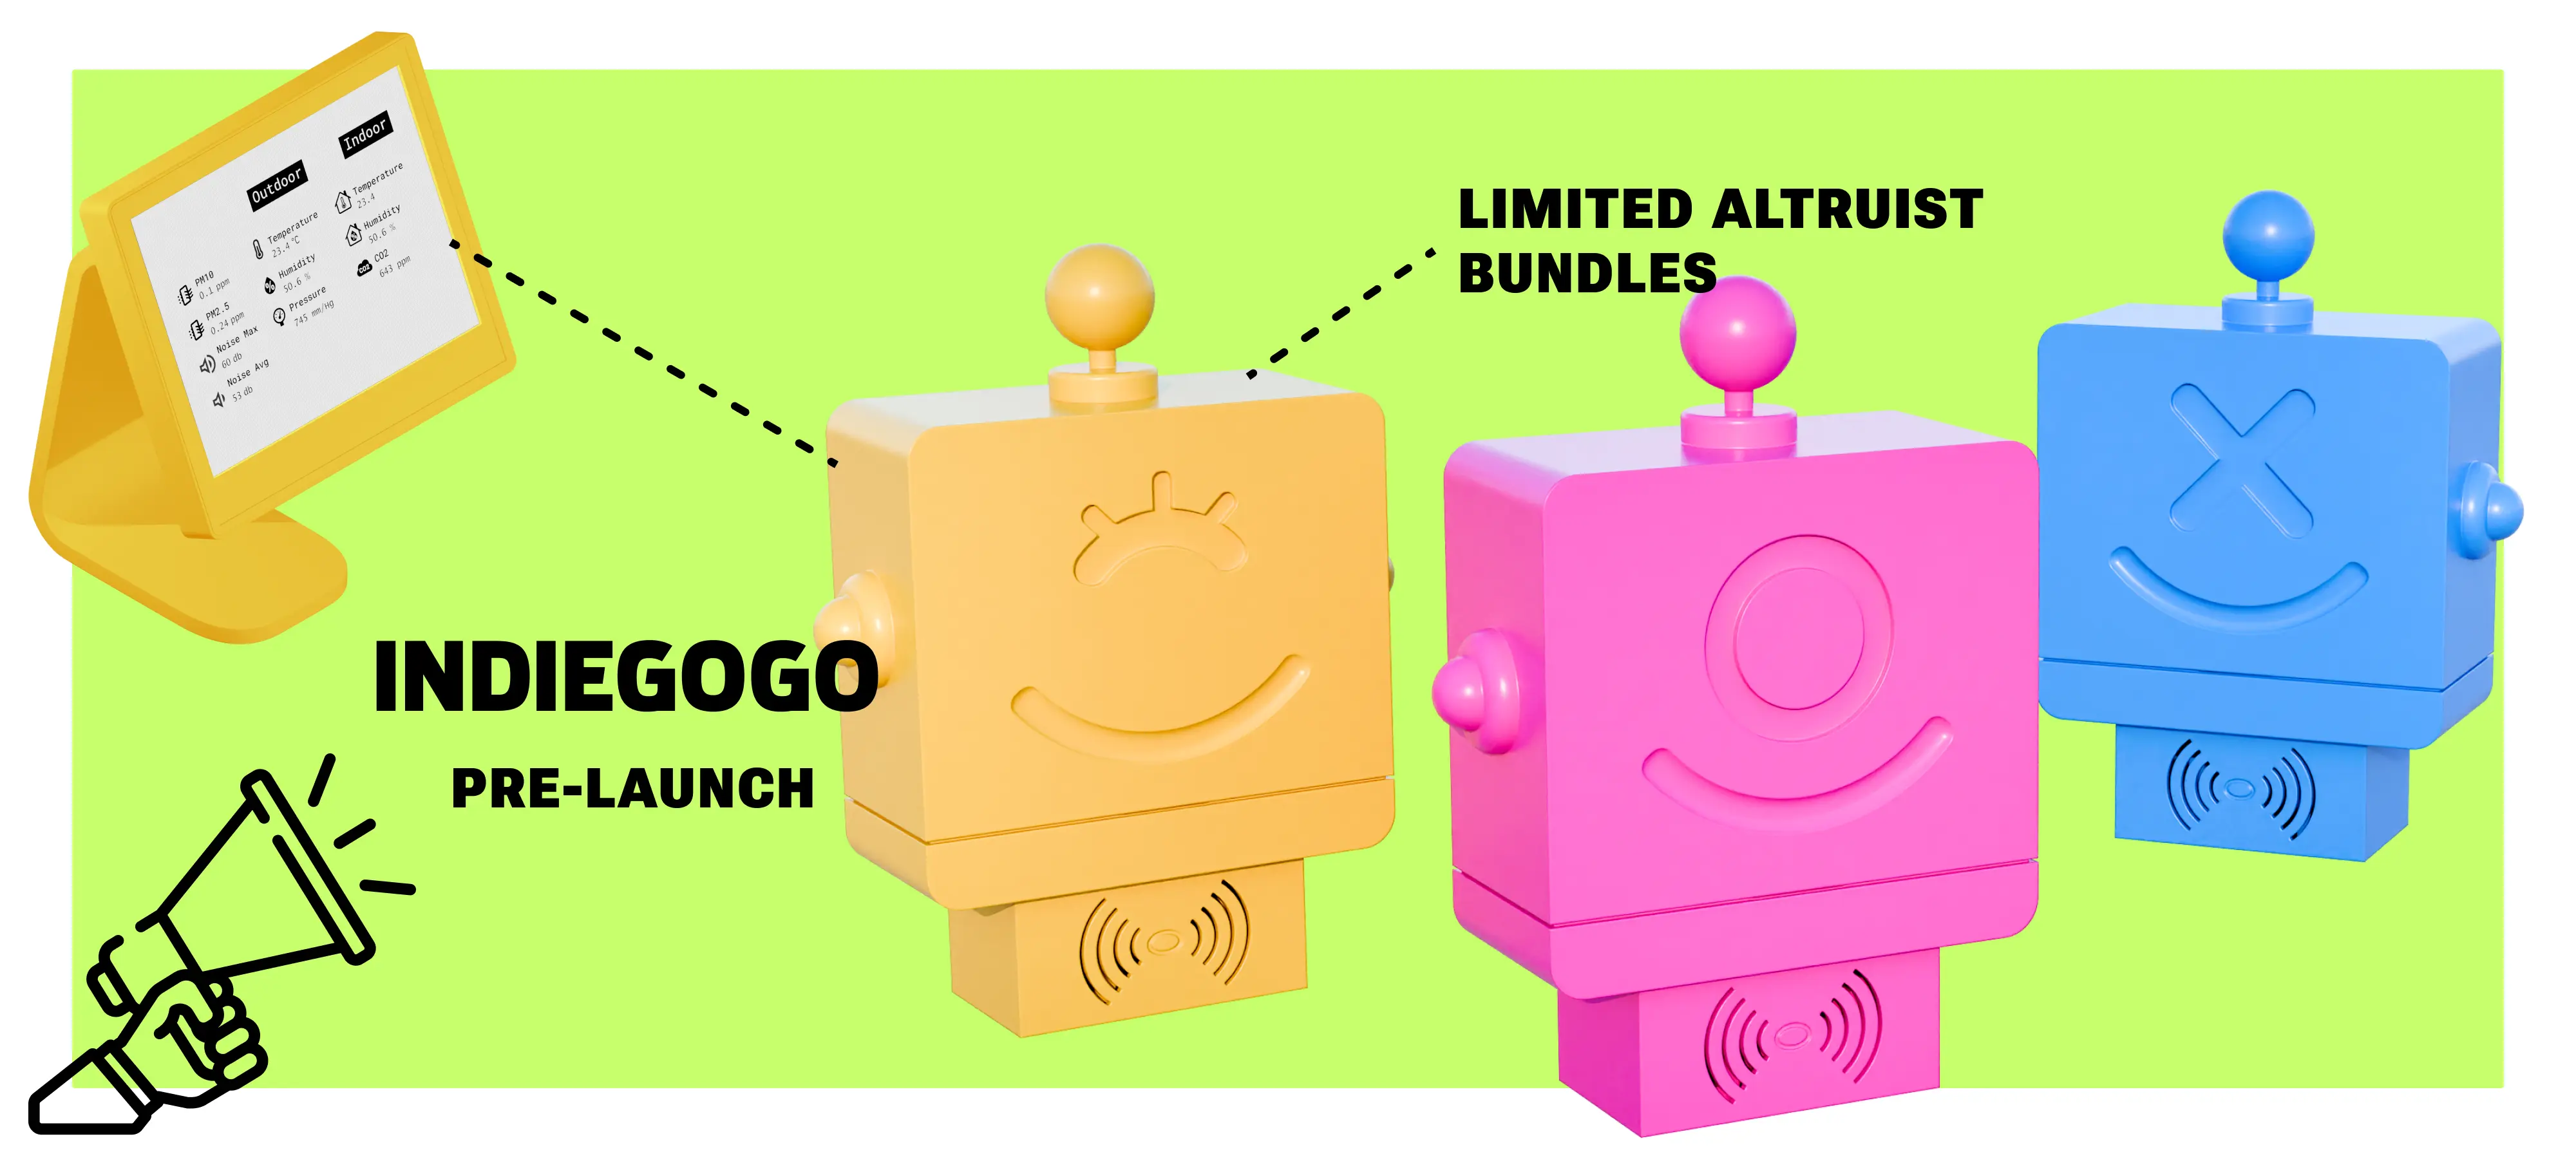 Outdoor
Indoor
PM10
0.1 ppm
PM2.5
0.24 ppm
Noise Max
60 db
Noise Avg
53 db
Temperature
23.4 °C
Humidity
50.6 %
Pressure
745 mm/Hg
Temperature
23.4
Humidity
50.6 %
CO2
CO2
643 ppm
LIMITED ALTRUIST
BUNDLES
INDIEGOGO
PRE-LAUNCH